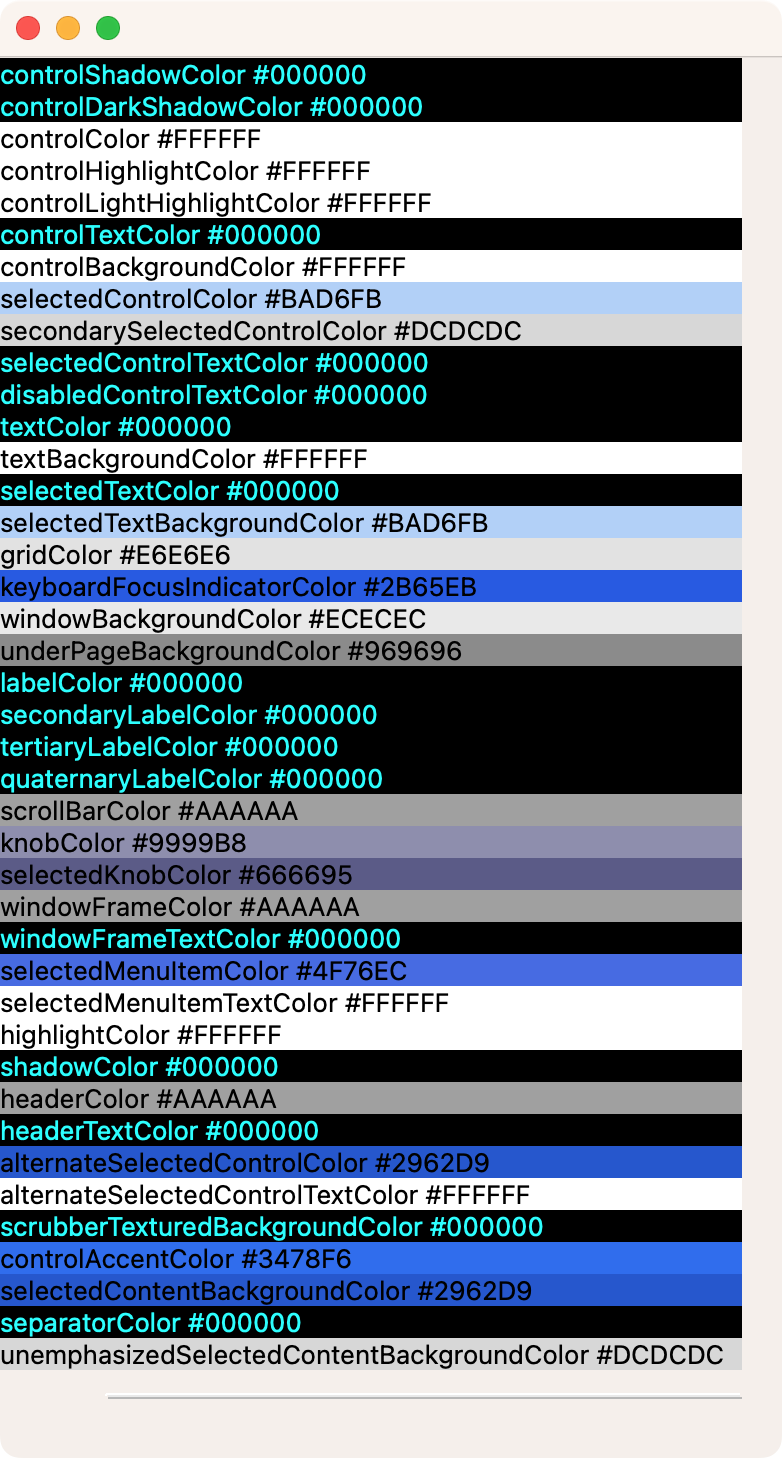 controlShadowColor #000000
controlDarkShadowColor #000000
controlColor #FFFFFF
controlHighlightColor #FFFFFF
controlLightHighlightColor #FFFFFF
controlTextColor #000000
controlBackgroundColor #FFFFFF
selectedControlColor #BAD6FB
secondarySelectedControlColor #DCDCDC
selectedControlTextColor #000000
disabledControlTextColor #000000
textColor #000000
textBackgroundColor #FFFFFF
selectedTextColor #000000
selectedTextBackgroundColor #BAD6FB
gridColor #E6E6E6
keyboardFocusIndicatorColor #2B65EB
windowBackgroundColor #ECECEC
underPageBackgroundColor #969696
labelColor #000000
secondaryLabelColor #000000
tertiaryLabelColor #000000
quaternaryLabelColor #000000
scrollBarColor #AAAAAA
knobColor #9999B8
selectedKnobColor #666695
windowFrameColor #AAAAAA
windowFrameTextColor #000000
selectedMenuItemColor #4F76EC
selectedMenuItemTextColor #FFFFFF
highlightColor #FFFFFF
shadowColor #000000
headerColor #AAAAAA
headerTextColor #000000
alternateSelectedControlColor #2962D9
alternateSelectedControlTextColor #FFFFFF
scrubberTexturedBackgroundColor #000000
controlAccentColor #3478F6
selectedContentBackgroundColor #2962D9
separatorColor #000000
unemphasizedSelectedContentBackgroundColor #DCDCDC